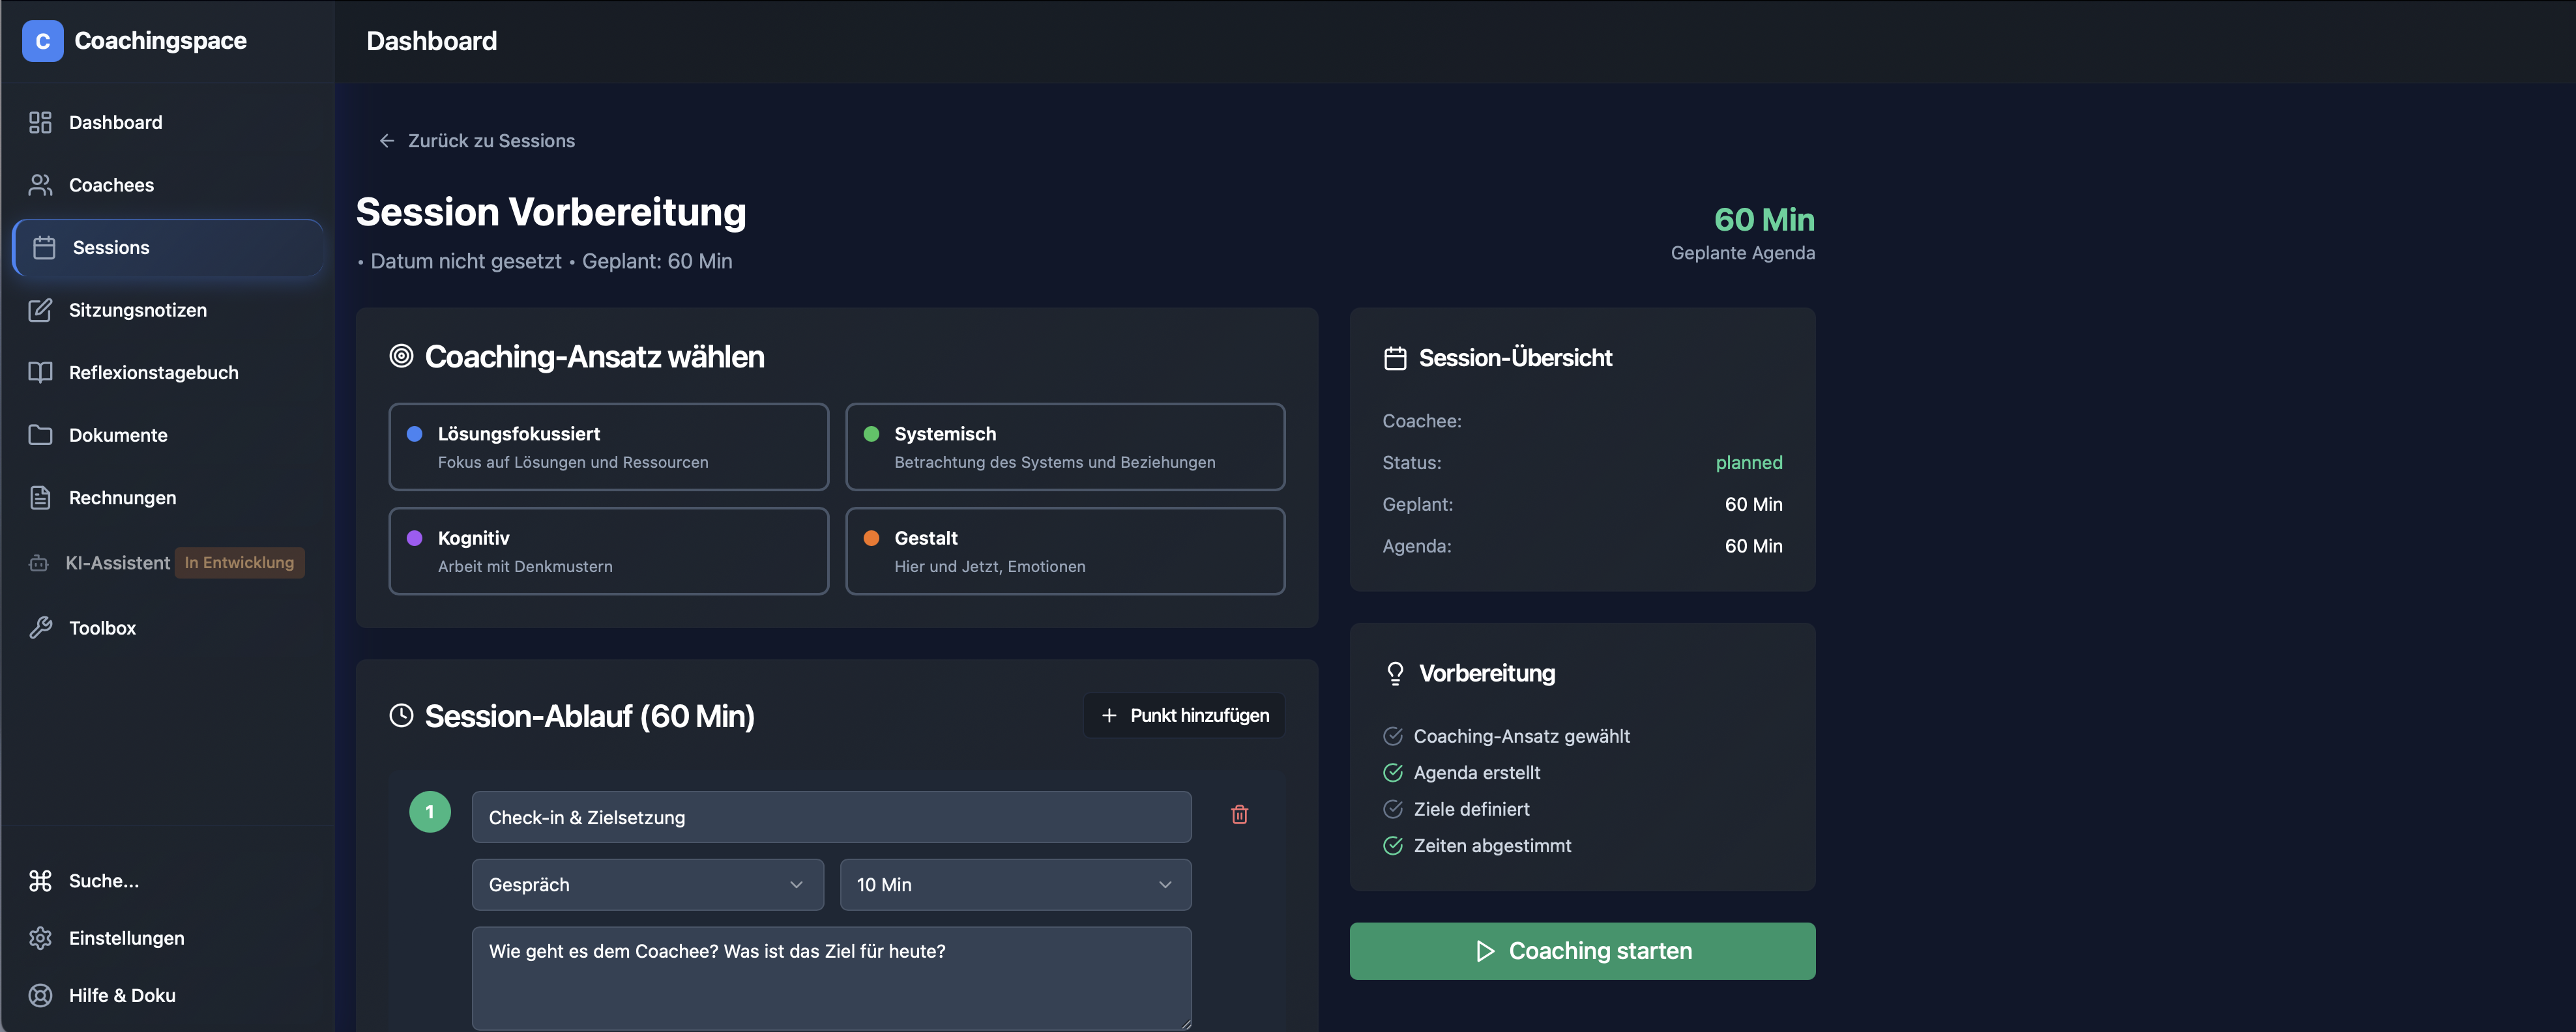 C Coachingspace
Dashboard
Dashboard
Coachees
Sessions
Sitzungsnotizen
Reflexionstagebuch
Dokumente
Rechnungen
KI-Assistent In Entwicklung
Toolbox
Suche...
Einstellungen
Hilfe & Doku
Zurück zu Sessions
Session Vorbereitung
• Datum nicht gesetzt • Geplant: 60 Min
60 Min
Geplante Agenda
Coaching-Ansatz wählen
Lösungsfokussiert
Fokus auf Lösungen und Ressourcen
Systemisch
Betrachtung des Systems und Beziehungen
Kognitiv
Arbeit mit Denkmustern
Gestalt
Hier und Jetzt, Emotionen
Session-Ablauf (60 Min)
Punkt hinzufügen
1
Check-in & Zielsetzung
Gespräch
10 Min
Wie geht es dem Coachee? Was ist das Ziel für heute?
Session-Übersicht
Coachee:
Status: planned
Geplant: 60 Min
Agenda: 60 Min
Vorbereitung
Coaching-Ansatz gewählt
Agenda erstellt
Ziele definiert
Zeiten abgestimmt
Coaching starten